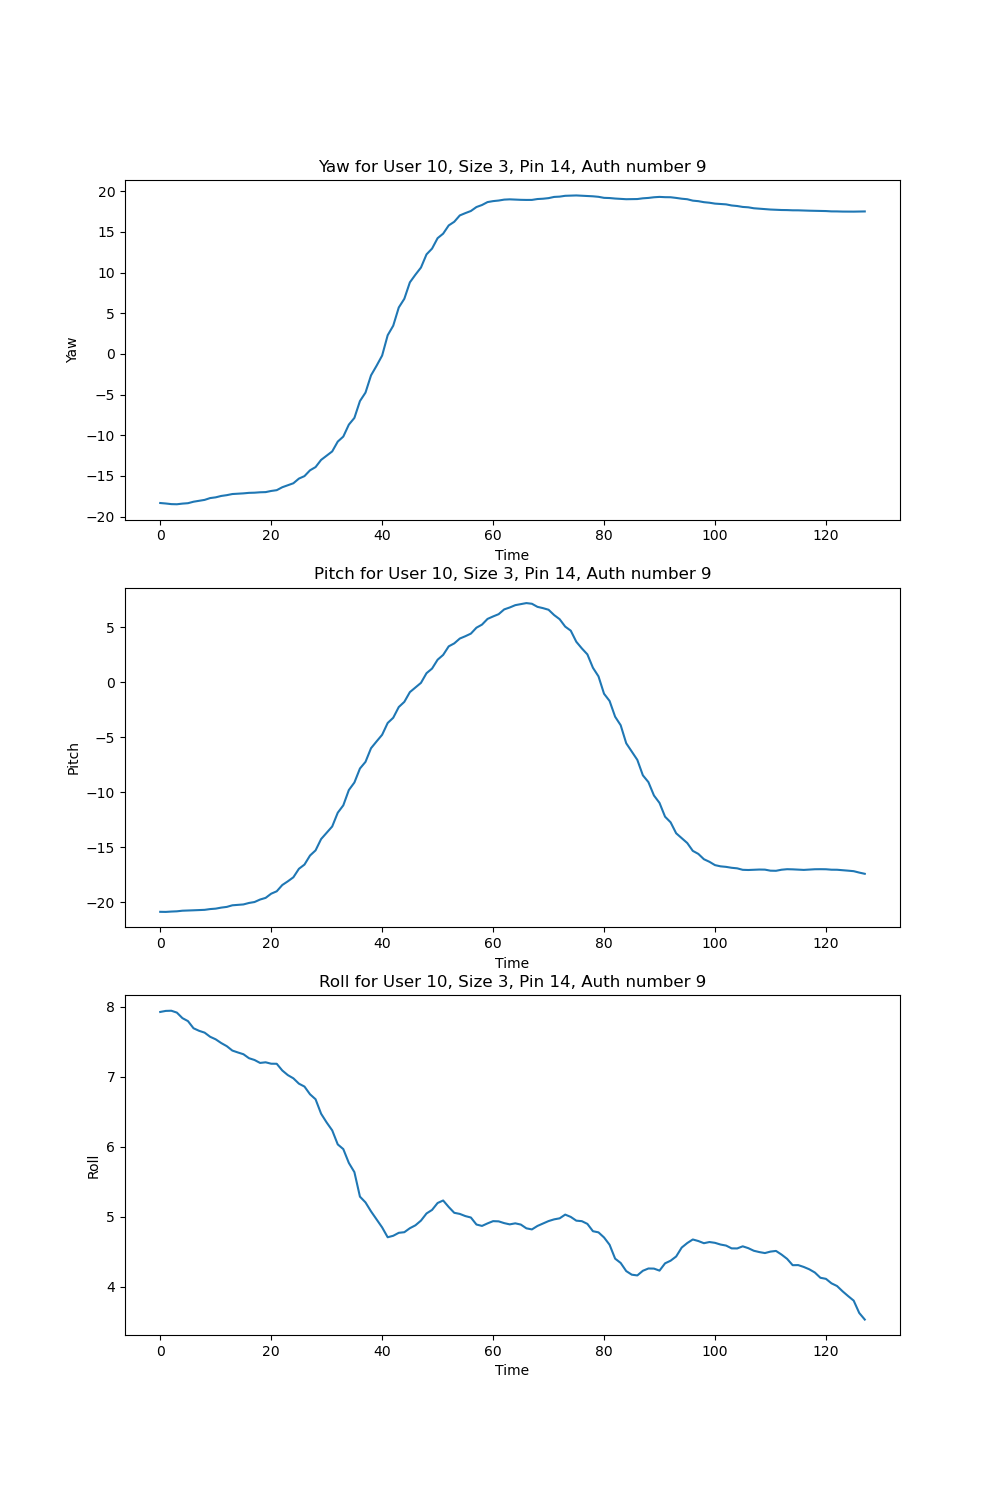 Yaw for User 10, Size 3, Pin 14, Auth number 9
20
15
10
5
0
−5
−10
−15
−20
Yaw
0 20 40 60 80 100 120
Time
Pitch for User 10, Size 3, Pin 14, Auth number 9
5
0
−5
−10
−15
−20
Pitch
0 20 40 60 80 100 120
Time
Roll for User 10, Size 3, Pin 14, Auth number 9
8
7
6
5
4
Roll
0 20 40 60 80 100 120
Time